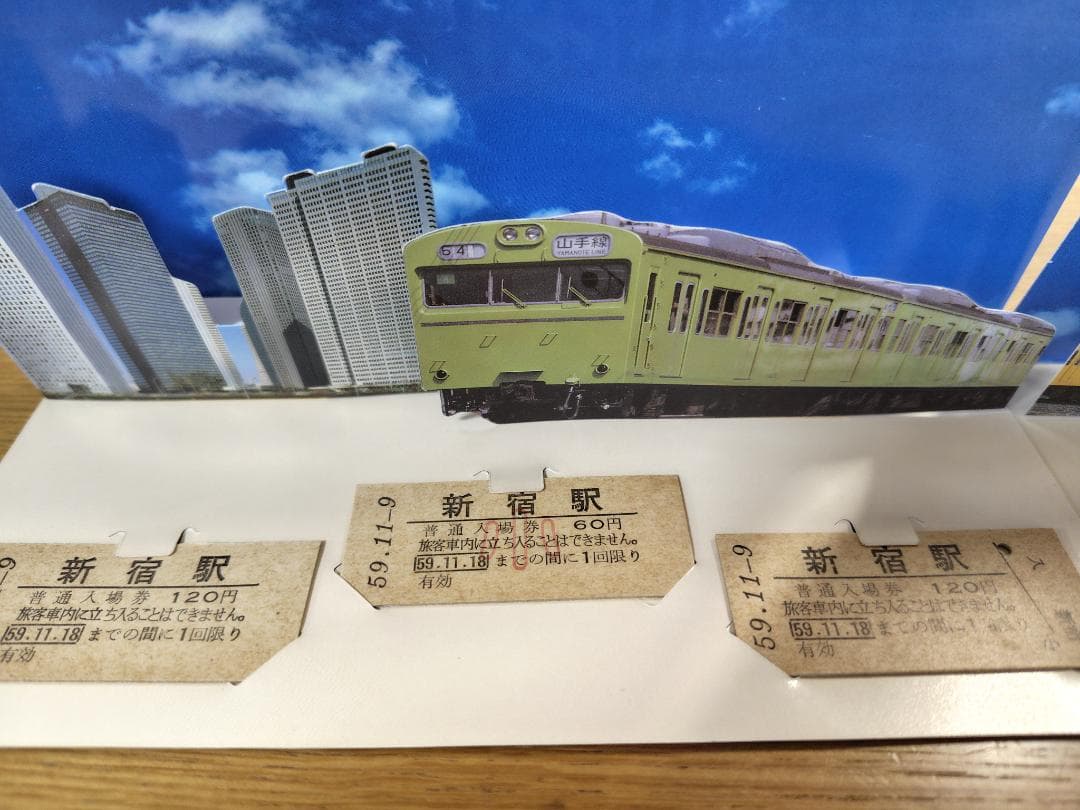 64
山手線
YAMANOTE LINE
-9
新宿駅
普通入場券 120円
旅客車内に立ち入ることはできません。
59.11.18 までの間に1回限り
有効
59.11-9
新宿駅
普通入場券 60円
旅客車内に立ち入ることはできません。
59.11.18 までの間に1回限り
有効
59.11-9
新宿駅
普通入場券 120円
旅客車内に立ち入ることはできません。
59.11.18 までの間に1回限り
有効
小